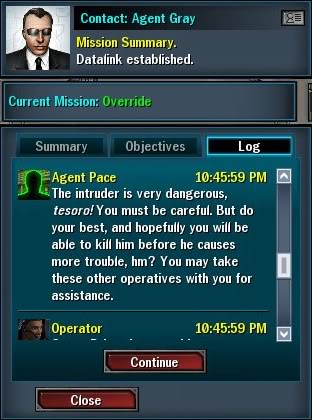 Contact: Agent Gray
Mission Summary.
Datalink established.
Current Mission: Override
Summary Objectives Log
Agent Pace 10:45:59 PM
The intruder is very dangerous,
tesoro! You must be careful. But do
your best, and hopefully you will be
able to kill him before he causes
more trouble, hm? You may take
these other operatives with you for
assistance.
Operator 10:45:59 PM
Continue
Close